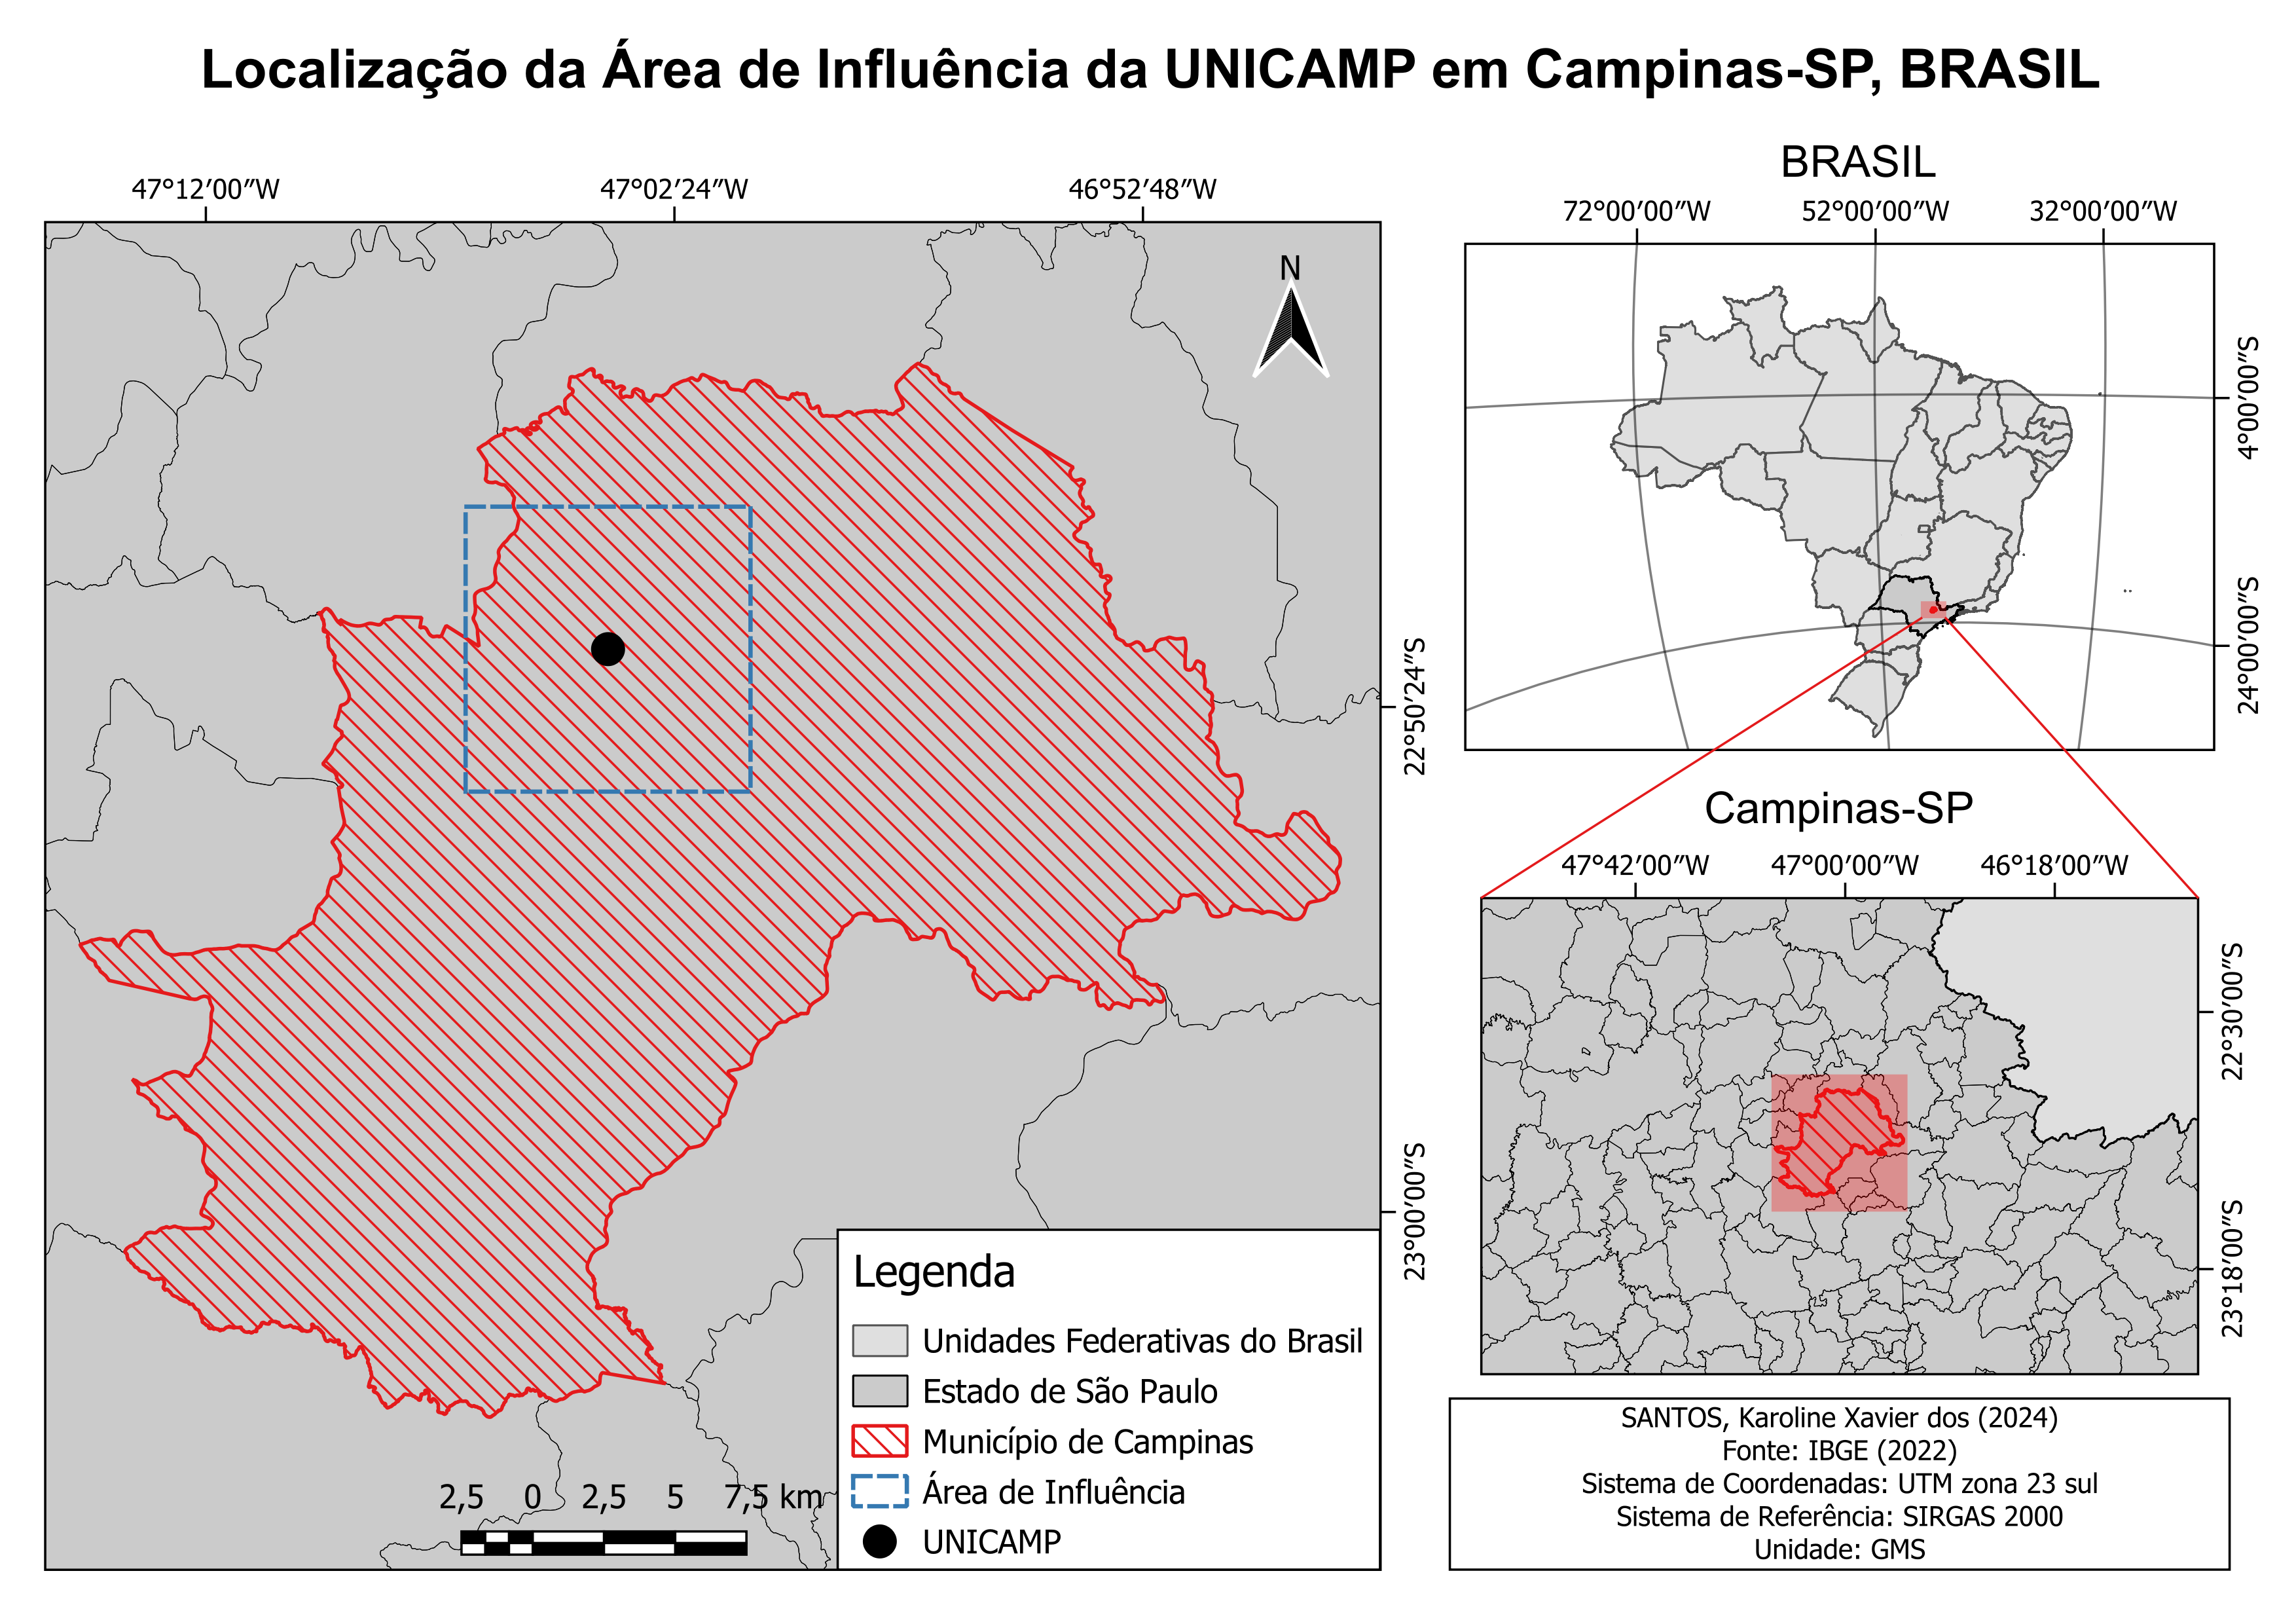 Localização da Área de Influência da UNICAMP em Campinas-SP, BRASIL
47°12′00″W 47°02′24″W 46°52′48″W
N
22°50′24″S
23°00′00″S
Legenda
Unidades Federativas do Brasil
Estado de São Paulo
Município de Campinas
Área de Influência
UNICAMP
2,5 0 2,5 5 7,5 km
BRASIL
72°00′00″W 52°00′00″W 32°00′00″W
4°00′00″S
24°00′00″S
Campinas-SP
47°42′00″W 47°00′00″W 46°18′00″W
22°30′00″S
23°18′00″S
SANTOS, Karoline Xavier dos (2024)
Fonte: IBGE (2022)
Sistema de Coordenadas: UTM zona 23 sul
Sistema de Referência: SIRGAS 2000
Unidade: GMS